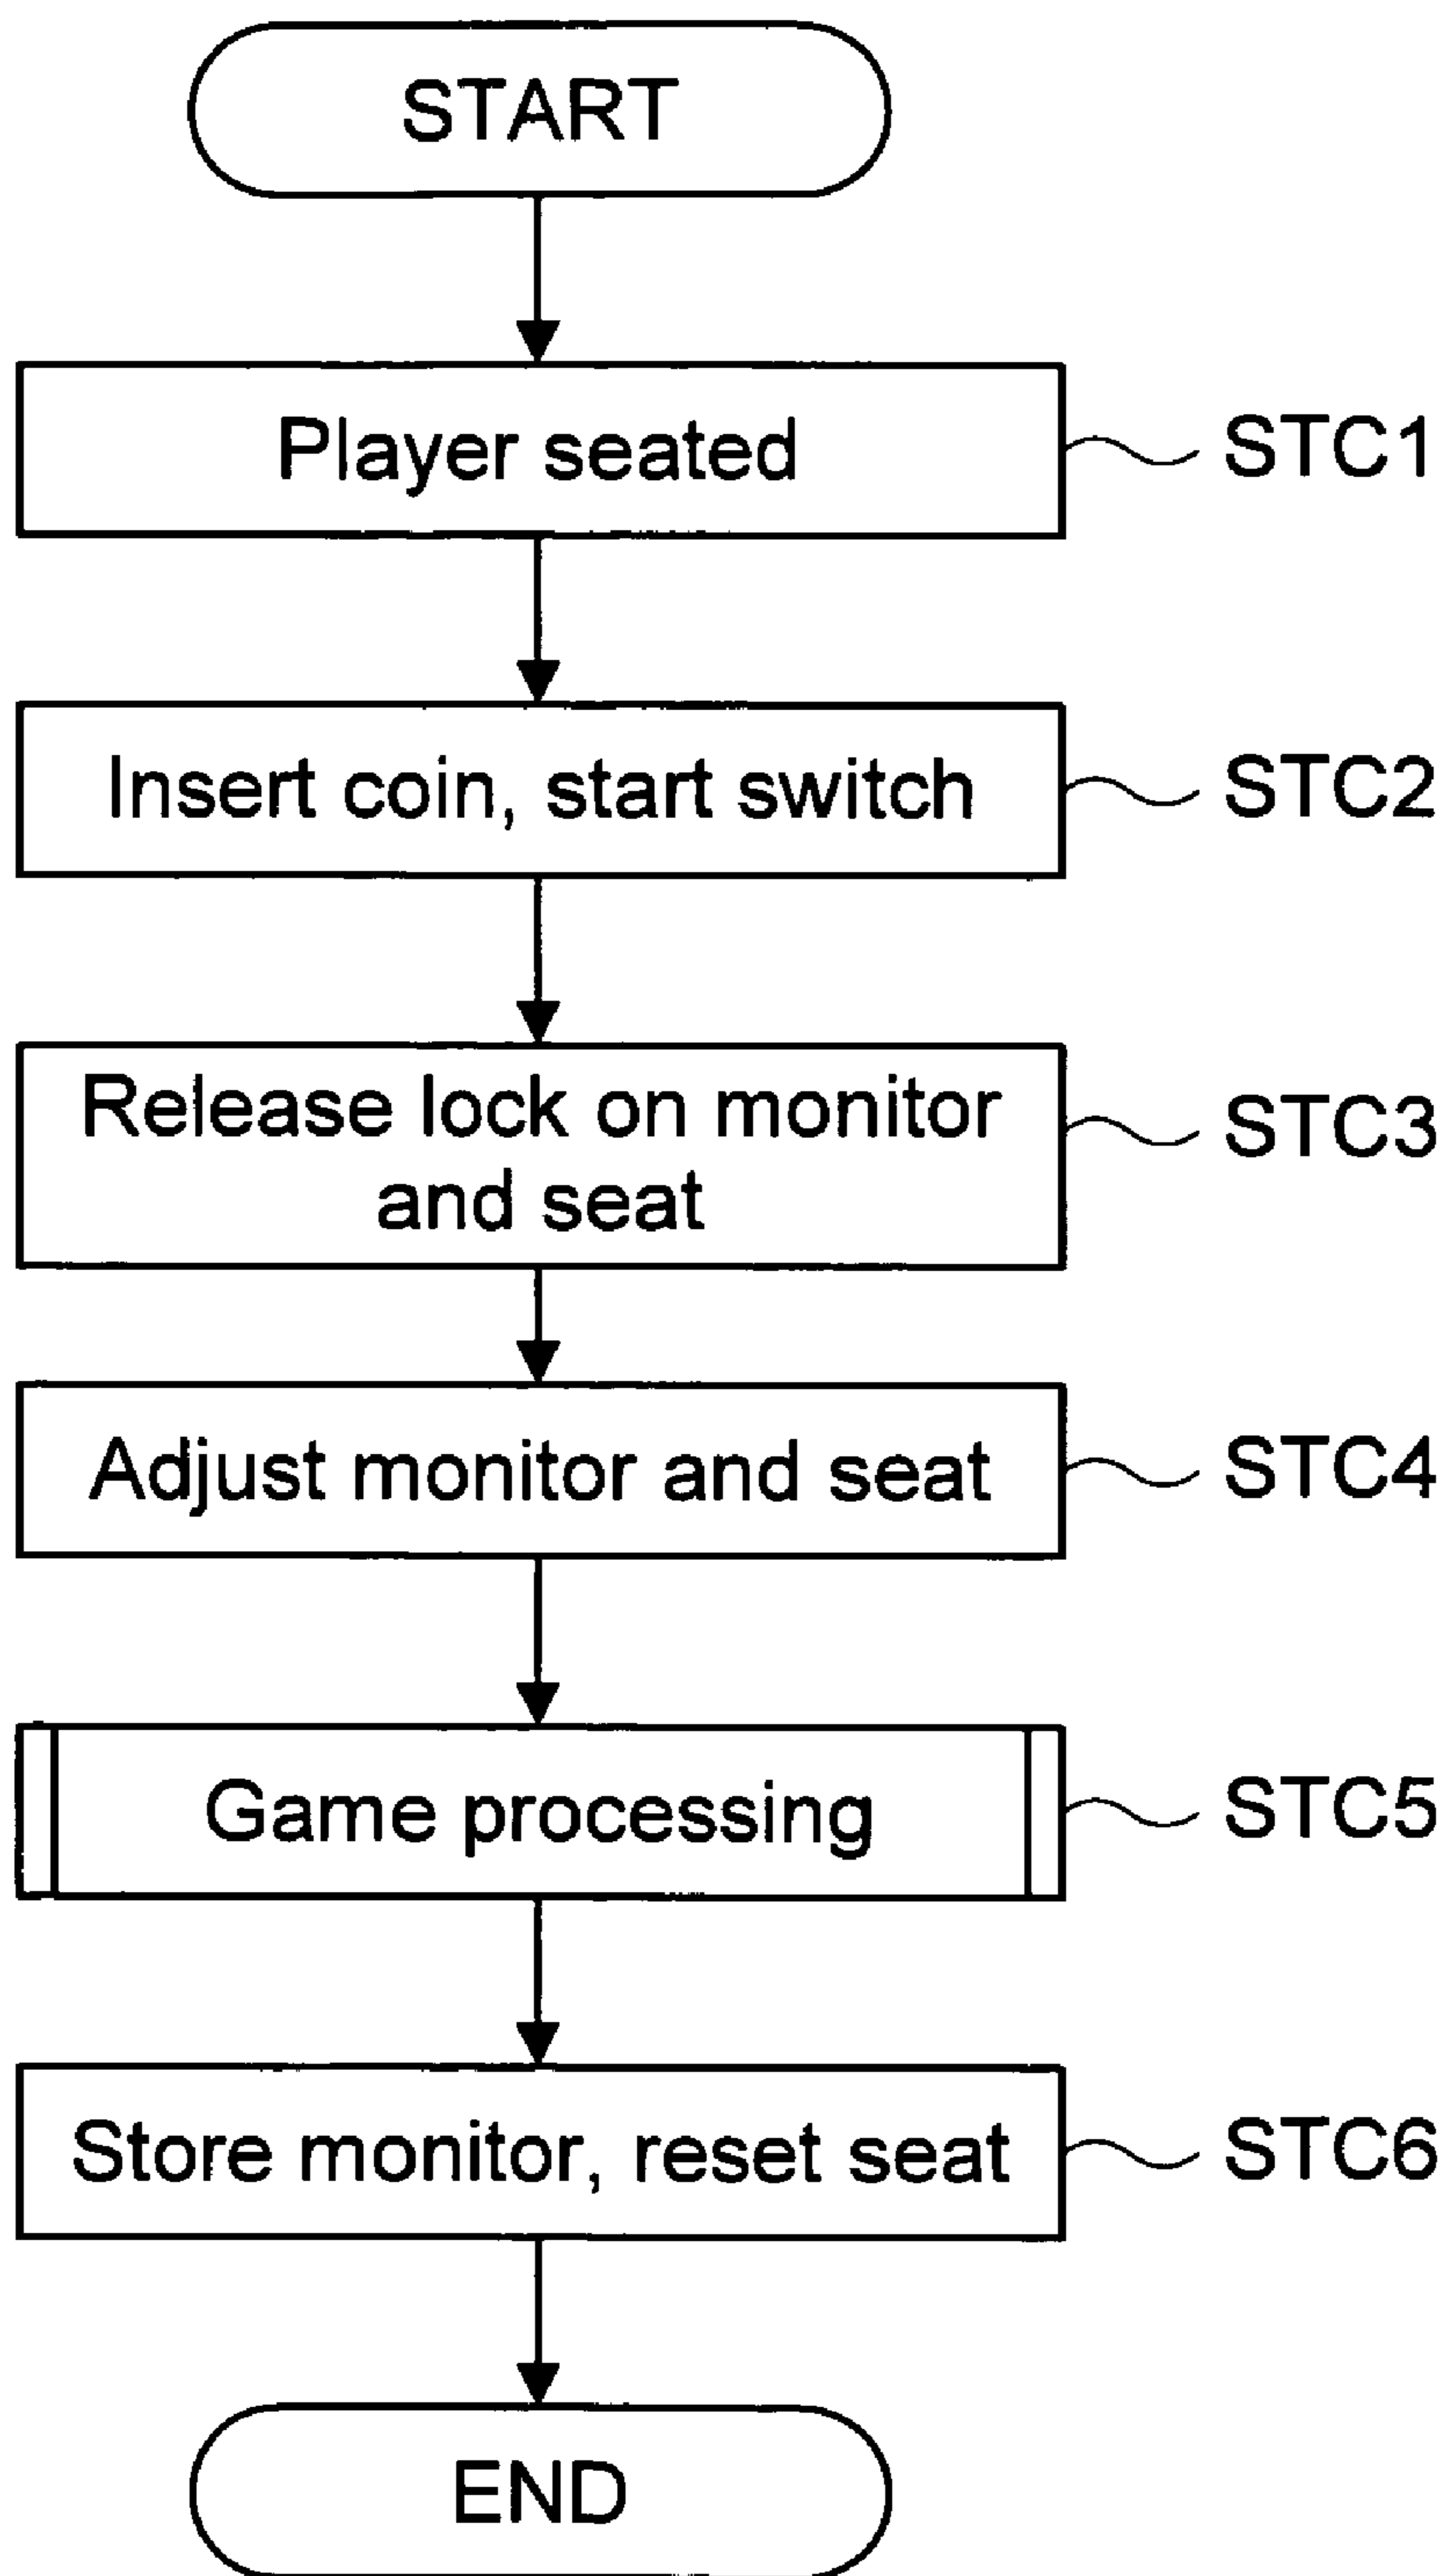 START
Player seated
STC1
Insert coin, start switch
STC2
Release lock on monitor
and seat
STC3
Adjust monitor and seat
STC4
Game processing
STC5
Store monitor, reset seat
STC6
END